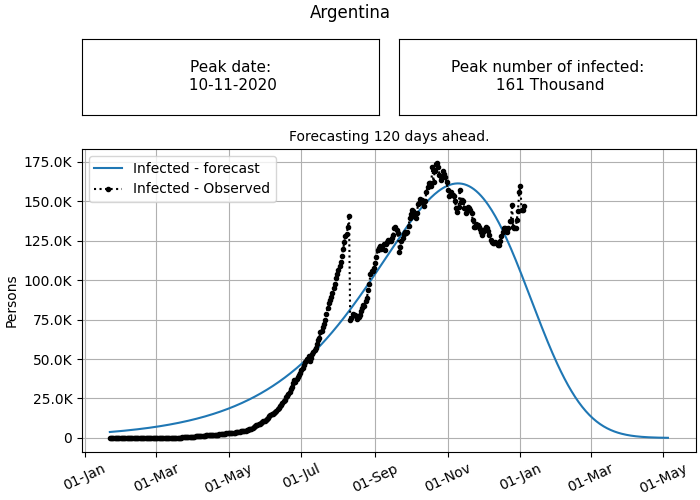 Argentina
Peak date:
10-11-2020
Peak number of infected:
161 Thousand
Forecasting 120 days ahead.
Infected - forecast
Infected - Observed
175.0K
150.0K
125.0K
100.0K
75.0K
50.0K
25.0K
0
Persons
01-Jan
01-Mar
01-May
01-Jul
01-Sep
01-Nov
01-Jan
01-Mar
01-May